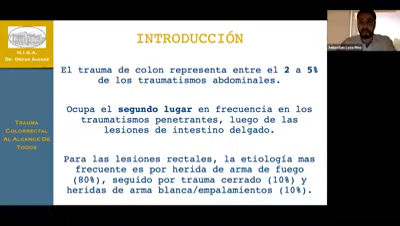 INTRODUCCIÓN
H.I.G.A.
Dr. Oscar Alende
Trauma
Colorrectal
Al Alcance De
Todos
El trauma de colon representa entre el 2 a 5%
de los traumatismos abdominales.
Ocupa el segundo lugar en frecuencia en los
traumatismos penetrantes, luego de las
lesiones de intestino delgado.
Para las lesiones rectales, la etiología mas
frecuente es por herida de arma de fuego
(80%), seguido por trauma cerrado (10%) y
heridas de arma blanca/empalamientos (10%).